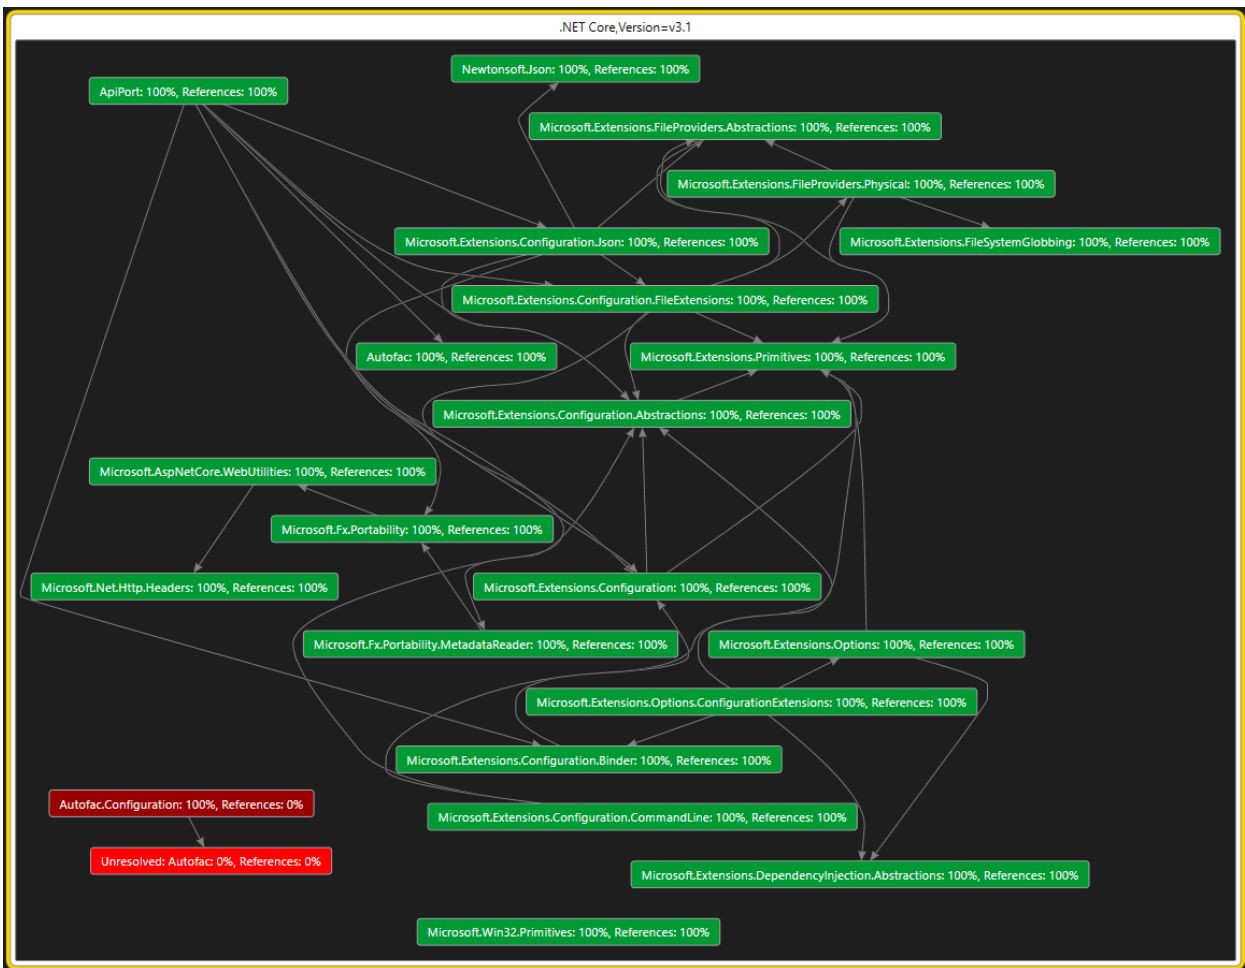 .NET Core,Version=v3.1
Newtonsoft.Json: 100%, References: 100%
ApiPort: 100%, References: 100%
Microsoft.Extensions.FileProviders.Abstractions: 100%, References: 100%
Microsoft.Extensions.FileProviders.Physical: 100%, References: 100%
Microsoft.Extensions.Configuration.Json: 100%, References: 100%
Microsoft.Extensions.FileSystemGlobbing: 100%, References: 100%
Microsoft.Extensions.Configuration.FileExtensions: 100%, References: 100%
Autofac: 100%, References: 100%
Microsoft.Extensions.Primitives: 100%, References: 100%
Microsoft.Extensions.Configuration.Abstractions: 100%, References: 100%
Microsoft.AspNetCore.WebUtilities: 100%, References: 100%
Microsoft.Fx.Portability: 100%, References: 100%
Microsoft.Net.Http.Headers: 100%, References: 100%
Microsoft.Extensions.Configuration: 100%, References: 100%
Microsoft.Fx.Portability.MetadataReader: 100%, References: 100%
Microsoft.Extensions.Options: 100%, References: 100%
Microsoft.Extensions.Options.ConfigurationExtensions: 100%, References: 100%
Microsoft.Extensions.Configuration.Binder: 100%, References: 100%
Autofac.Configuration: 100%, References: 0%
Microsoft.Extensions.Configuration.CommandLine: 100%, References: 100%
Unresolved: Autofac: 0%, References: 0%
Microsoft.Extensions.DependencyInjection.Abstractions: 100%, References: 100%
Microsoft.Win32.Primitives: 100%, References: 100%